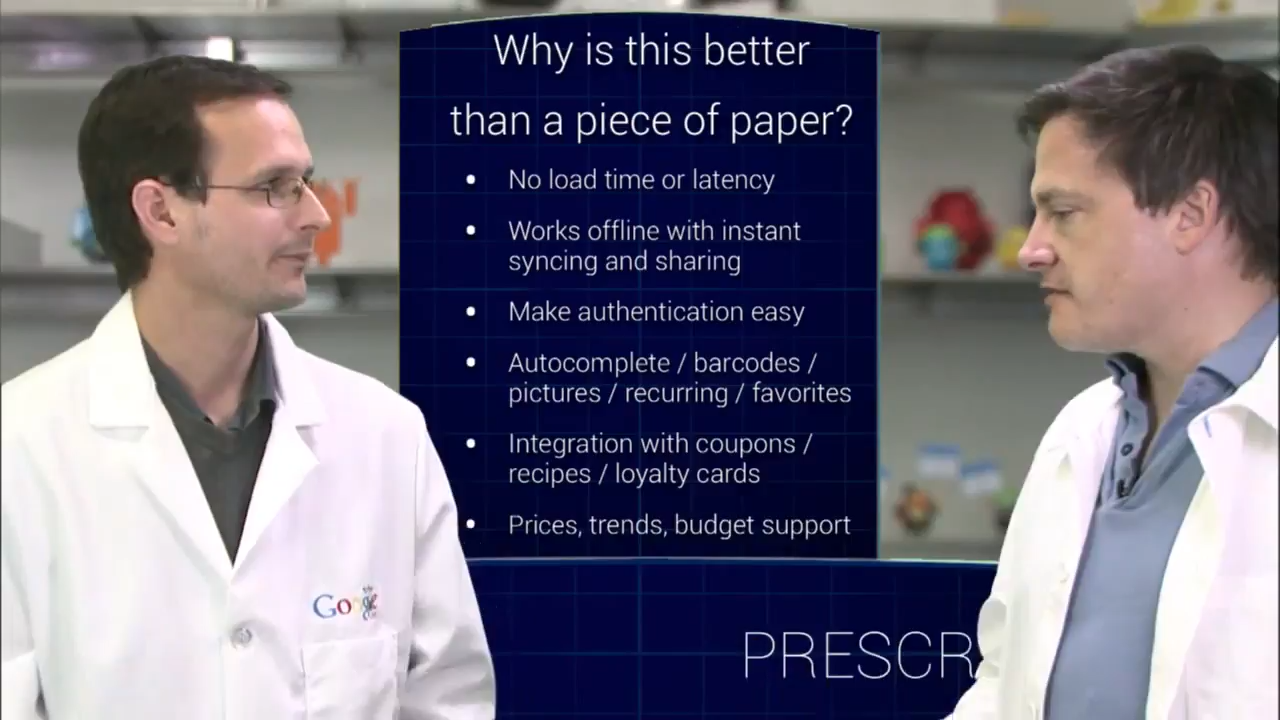 Why is this better
than a piece of paper?
• No load time or latency
• Works offline with instant
syncing and sharing
• Make authentication easy
• Autocomplete / barcodes /
pictures / recurring / favorites
• Integration with coupons /
recipes / loyalty cards
• Prices, trends, budget support
Google
PRESCR